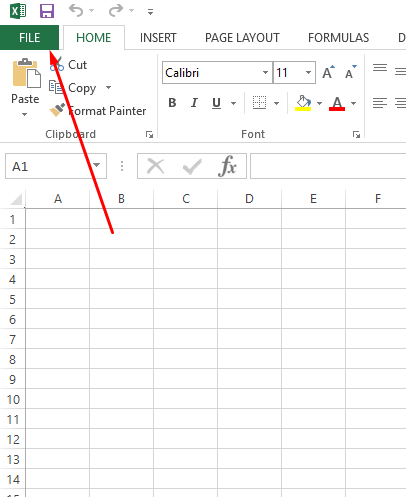 FILE HOME INSERT PAGE LAYOUT FORMULAS D
Cut
Copy
Format Painter
Paste
Clipboard
Calibri 11 A A
B I U A
Font
A1 fx
A B C D E F
1
2
3
4
5
6
7
8
9
10
11
12
13
14
15